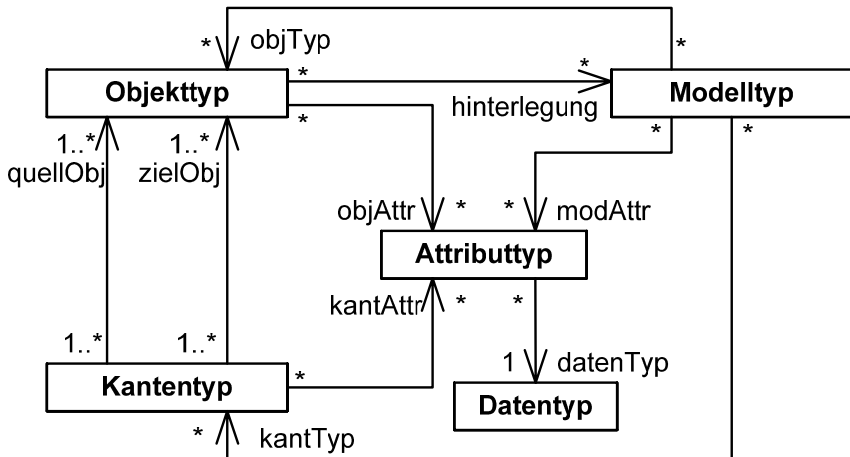 * objTyp *
Objekttyp * * Modelltyp
hinterlegung
* * *
1..* 1..*
quellObj zielObj
objAttr * * modAttr
Attributtyp
kantAttr * *
1..* 1..* 1 datenTyp
Kantentyp * Datentyp
* kantTyp